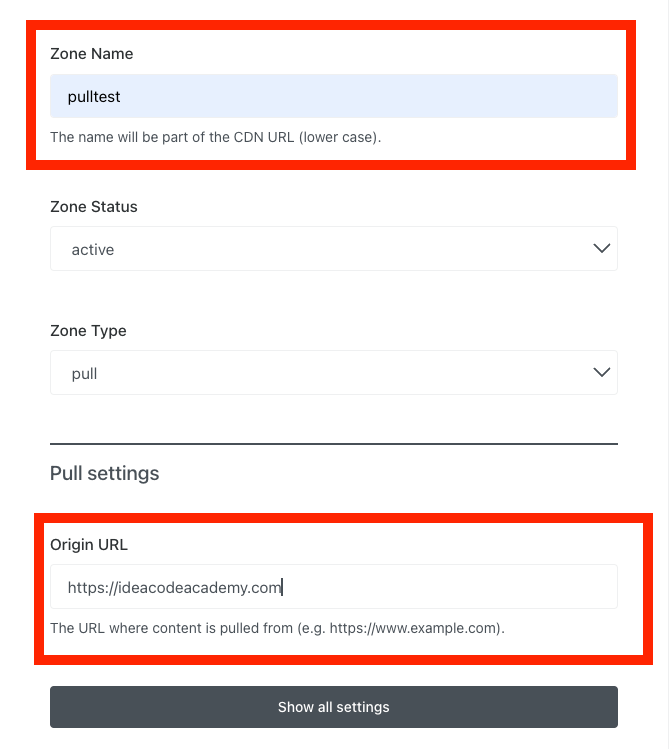 Zone Name
pulltest
The name will be part of the CDN URL (lower case).
Zone Status
active
Zone Type
pull
Pull settings
Origin URL
https://ideacodeacademy.com
The URL where content is pulled from (e.g. https://www.example.com).
Show all settings